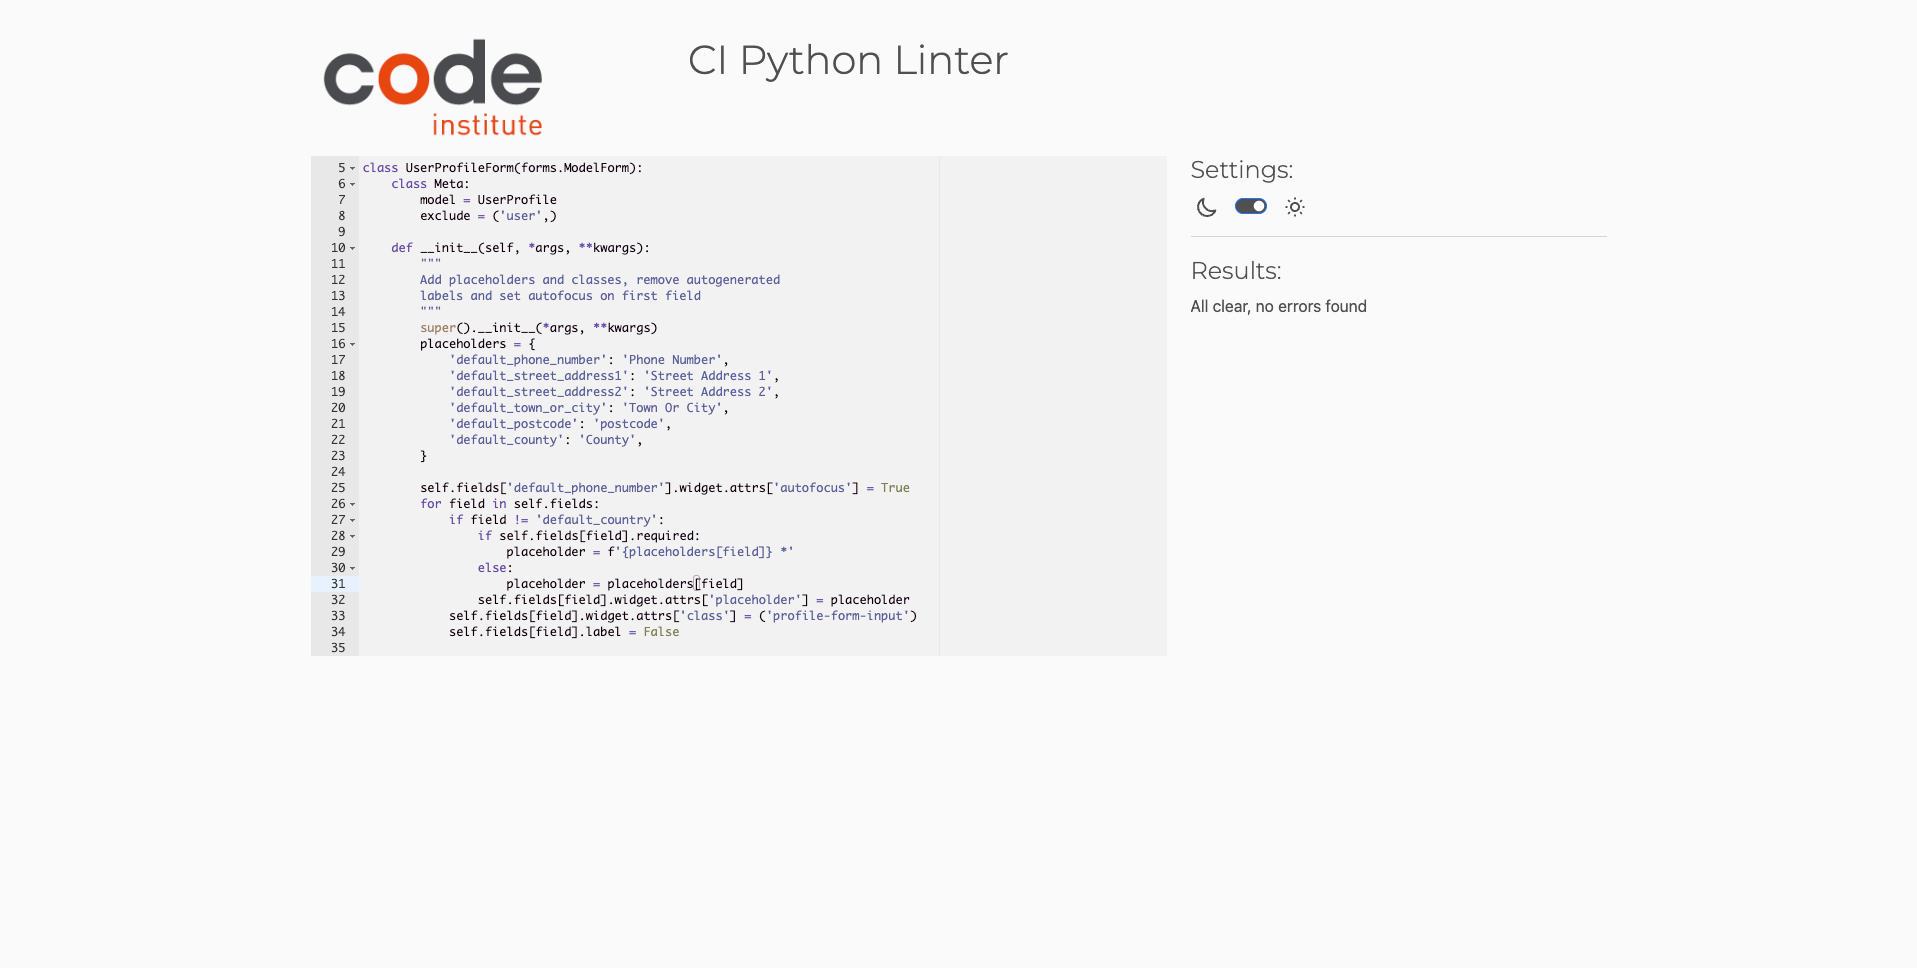 code
institute
CI Python Linter
5 class UserProfileForm(forms.ModelForm):
6     class Meta:
7         model = UserProfile
8         exclude = ('user',)
9
10     def __init__(self, *args, **kwargs):
11         """
12         Add placeholders and classes, remove autogenerated
13         labels and set autofocus on first field
14         """
15         super().__init__(*args, **kwargs)
16         placeholders = {
17             'default_phone_number': 'Phone Number',
18             'default_street_address1': 'Street Address 1',
19             'default_street_address2': 'Street Address 2',
20             'default_town_or_city': 'Town Or City',
21             'default_postcode': 'postcode',
22             'default_county': 'County',
23         }
24
25         self.fields['default_phone_number'].widget.attrs['autofocus'] = True
26         for field in self.fields:
27             if field != 'default_country':
28                 if self.fields[field].required:
29                     placeholder = f'{placeholders[field]} *'
30                 else:
31                     placeholder = placeholders[field]
32                 self.fields[field].widget.attrs['placeholder'] = placeholder
33             self.fields[field].widget.attrs['class'] = ('profile-form-input')
34             self.fields[field].label = False
35
Settings:
Results:
All clear, no errors found